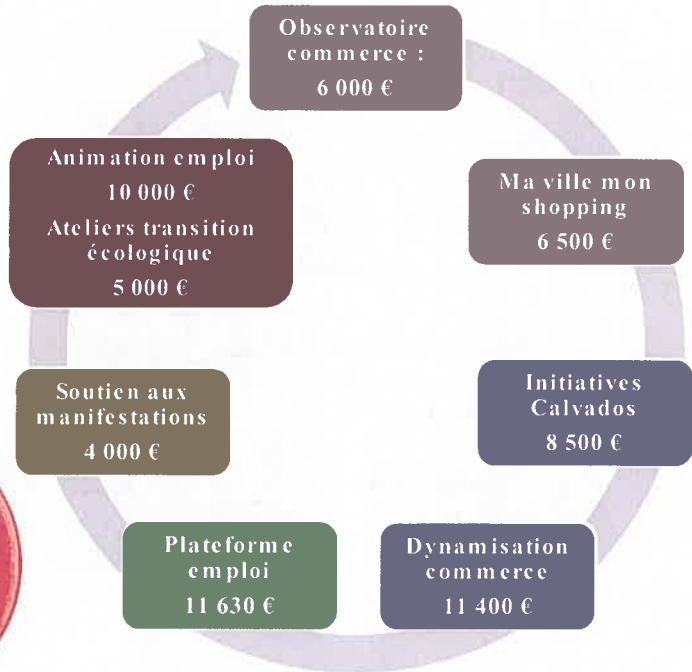 Observatoire
commerce :
6 000 €
Ma ville mon
shopping
6 500 €
Initiatives
Calvados
8 500 €
Dynamisation
commerce
11 400 €
Plateforme
emploi
11 630 €
Soutien aux
manifestations
4 000 €
Animation emploi
10 000 €
Ateliers transition
écologique
5 000 €